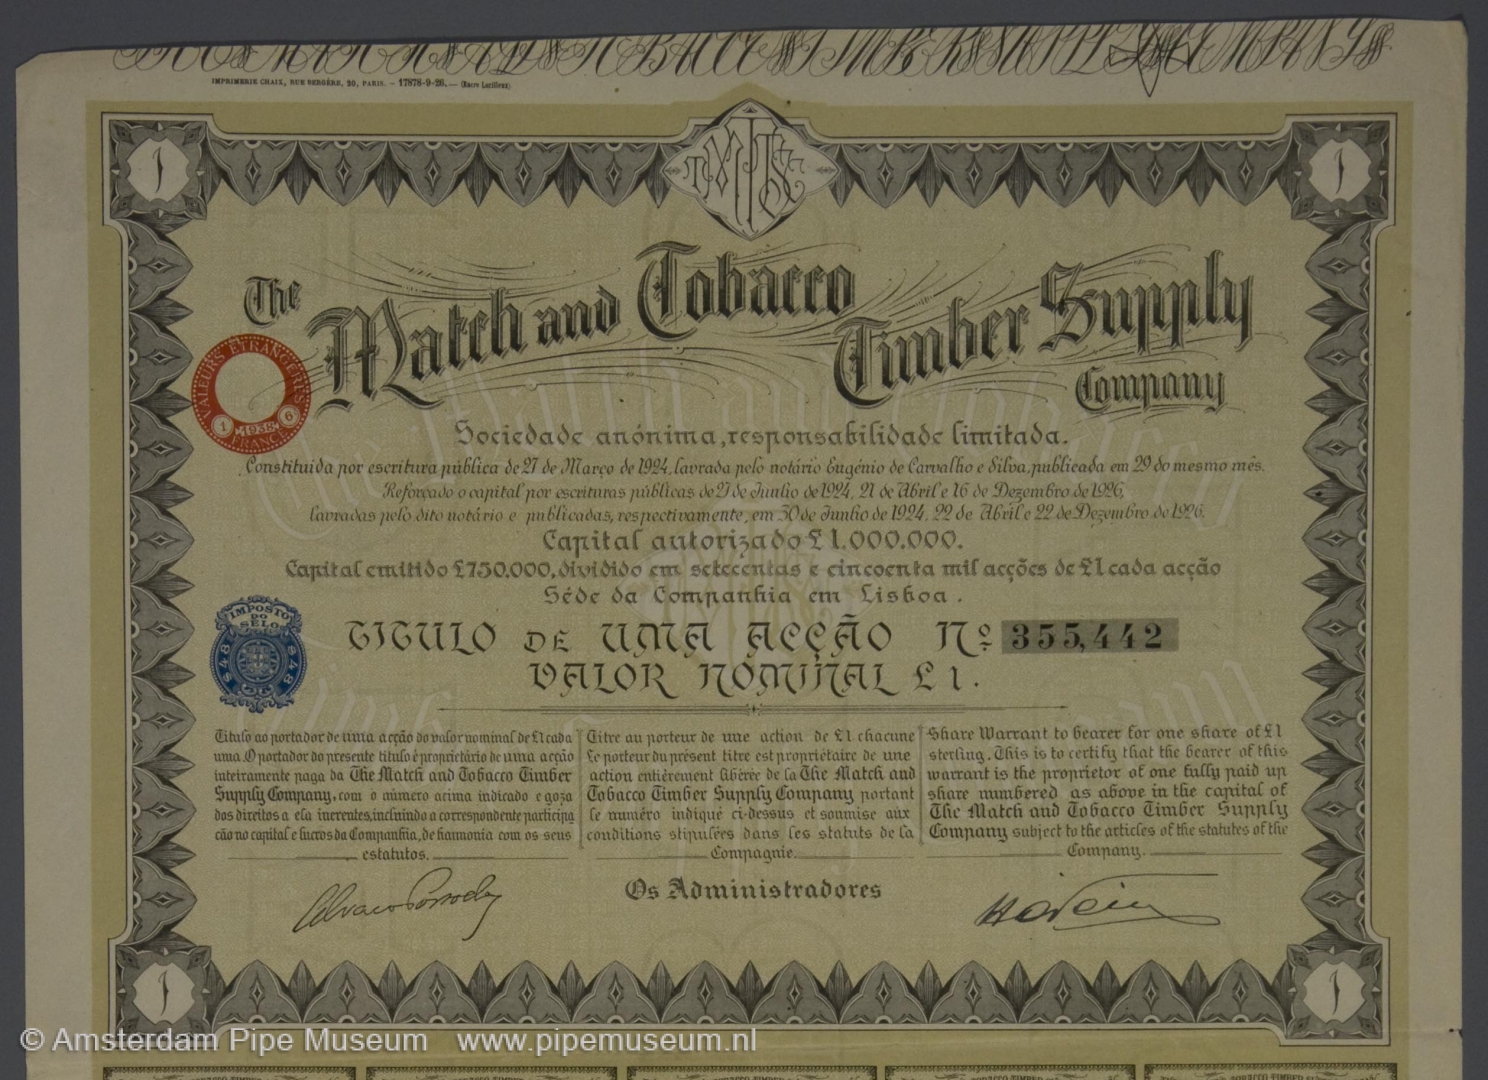 IMPRIMERIE CHAIX, RUE BERGÈRE, 20, PARIS. - 17878-9-26. — (Encre Lorilleux)
1
1
The
Match and Tobacco
Timber Supply
Company
VALEURS ÉTRANGÈRES
1 1938 6
FRANCE
Sociedade anónima, responsabilidade limitada.
Constituida por escritura pública de 27 de Março de 1924, lavrada pelo notário Eugénio de Carvalho e Silva, publicada em 29 do mesmo mês.
Reforçado o capital por escrituras públicas de 27 de Junho de 1924, 21 de Abril e 16 de Dezembro de 1926,
lavradas pelo dito notário e publicadas, respectivamente, em 30 de Junho de 1924, 22 de Abril e 22 de Dezembro de 1926.
Capital autorizado £ 1.000.000.
Capital emitido £ 750.000, dividido em setecentas e cincoenta mil acções de £1 cada acção
Séde da Companhia em Lisboa.
IMPOSTO
DO
SELO
$48 $48
TITULO DE UMA ACÇÃO Nº 355,442
VALOR NOMINAL £ 1.
Titulo ao portador de uma acção do valor nominal de £1 cada
uma. O portador do presente titulo é proprietário de uma acção
inteiramente paga da The Match and Tobacco Timber
Supply Company, com o número acima indicado e goza
dos direitos a ela inerentes, incluindo a correspondente participa
ção no capital e lucros da Companhia, de harmonia com os seus
estatutos.
Titre au porteur de une action de £1 chacune
Le porteur du présent titre est propriétaire de une
action entièrement libérée de la The Match and
Tobacco Timber Supply Company portant
le numéro indiqué ci-dessus et soumise aux
conditions stipulées dans les statuts de la
Compagnie.
Share Warrant to bearer for one share of £1
sterling. This is to certify that the bearer of this
warrant is the proprietor of one fully paid up
share numbered as above in the capital of
The Match and Tobacco Timber Supply
Company subject to the articles of the statutes of the
Company.
Os Administradores
1
1
© Amsterdam Pipe Museum www.pipemuseum.nl